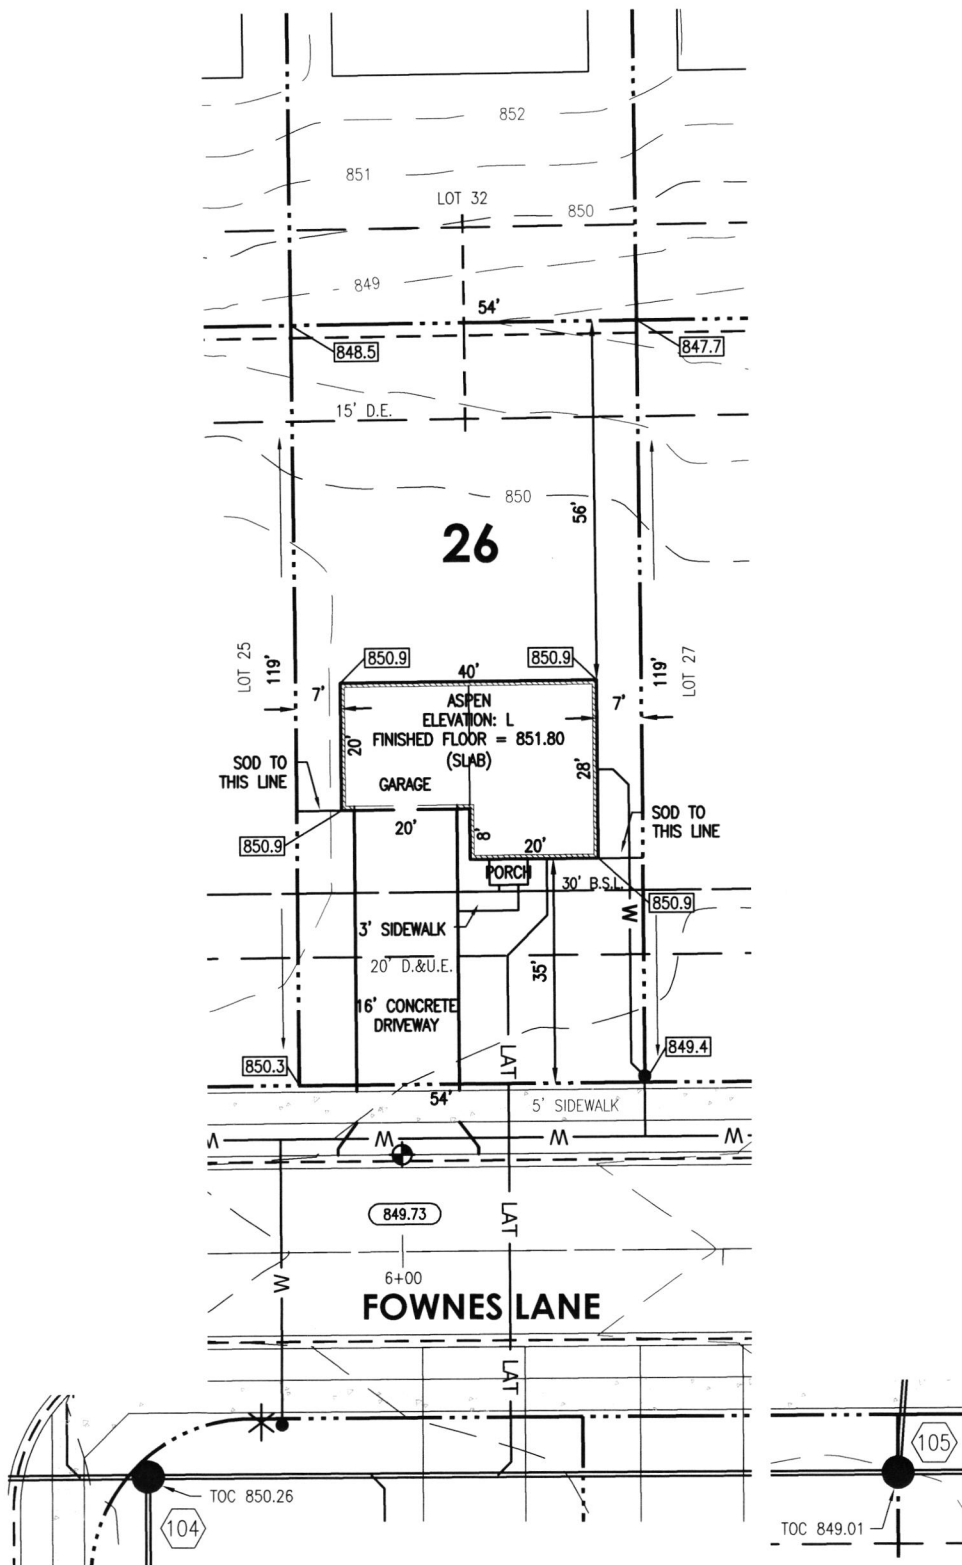 852
851
LOT 32
850
849
54'
848.5
847.7
15' D.E.
850
56'
26
LOT 25
119'
7'
850.9
40'
850.9
7'
119'
LOT 27
ASPEN
ELEVATION: L
FINISHED FLOOR = 851.80
(SLAB)
20'
28'
GARAGE
SOD TO
THIS LINE
SOD TO
THIS LINE
20'
8'
20'
850.9
PORCH
30' B.S.L.
850.9
W
3' SIDEWALK
20' D.&U.E.
35'
16' CONCRETE
DRIVEWAY
LAT
850.3
849.4
54'
5' SIDEWALK
W
W
W
W
849.73
LAT
6+00
W
FOWNES LANE
LAT
TOC 850.26
104
105
TOC 849.01